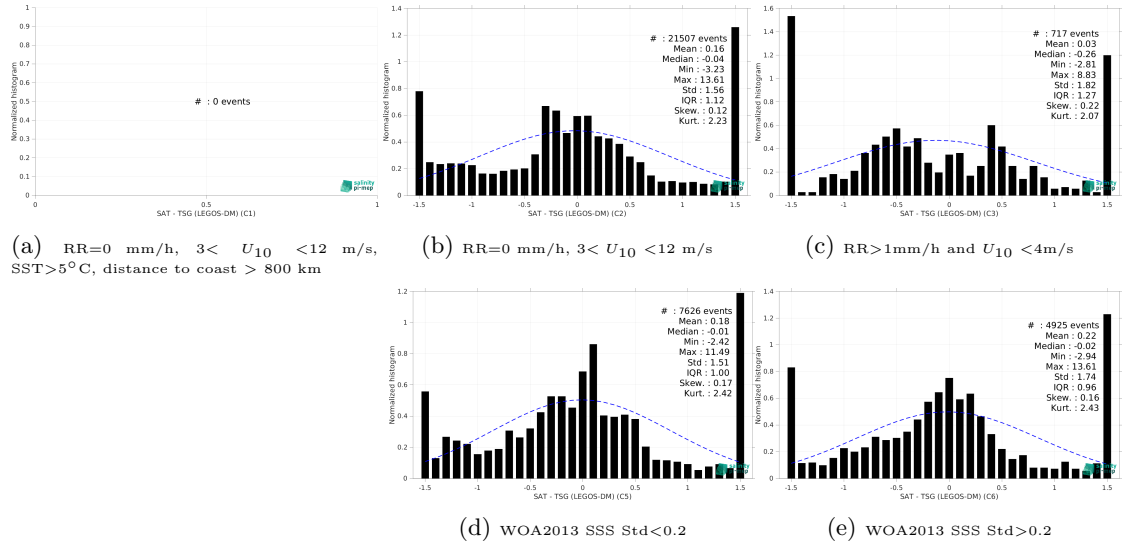 1
0.9
0.8
0.7
0.6
0.5
0.4
0.3
0.2
0.1
0
Normalized histogram
# : 0 events
salinity
pi-mep
0 0.5 1
SAT - TSG (LEGOS-DM) (C1)
(a) RR=0 mm/h, 3< U10 <12 m/s,
SST>5°C, distance to coast > 800 km
1.4
1.2
1
0.8
0.6
0.4
0.2
0
Normalized histogram
# : 21507 events
Mean : 0.16
Median : -0.04
Min : -3.23
Max : 13.61
Std : 1.56
IQR : 1.12
Skew. : 0.12
Kurt. : 2.23
-1.5 -1 -0.5 0 0.5 1 1.5
SAT - TSG (LEGOS-DM) (C2)
(b) RR=0 mm/h, 3< U10 <12 m/s
1.6
1.4
1.2
1
0.8
0.6
0.4
0.2
0
Normalized histogram
# : 717 events
Mean : 0.03
Median : -0.26
Min : -2.81
Max : 8.83
Std : 1.82
IQR : 1.27
Skew. : 0.22
Kurt. : 2.07
-1.5 -1 -0.5 0 0.5 1 1.5
SAT - TSG (LEGOS-DM) (C3)
(c) RR>1mm/h and U10 <4m/s
1.2
1
0.8
0.6
0.4
0.2
0
Normalized histogram
# : 7626 events
Mean : 0.18
Median : -0.01
Min : -2.42
Max : 11.49
Std : 1.51
IQR : 1.00
Skew. : 0.17
Kurt. : 2.42
-1.5 -1 -0.5 0 0.5 1 1.5
SAT - TSG (LEGOS-DM) (C5)
(d) WOA2013 SSS Std<0.2
1.4
1.2
1
0.8
0.6
0.4
0.2
0
Normalized histogram
# : 4925 events
Mean : 0.22
Median : -0.02
Min : -2.94
Max : 13.61
Std : 1.74
IQR : 0.96
Skew. : 0.16
Kurt. : 2.43
-1.5 -1 -0.5 0 0.5 1 1.5
SAT - TSG (LEGOS-DM) (C6)
(e) WOA2013 SSS Std>0.2